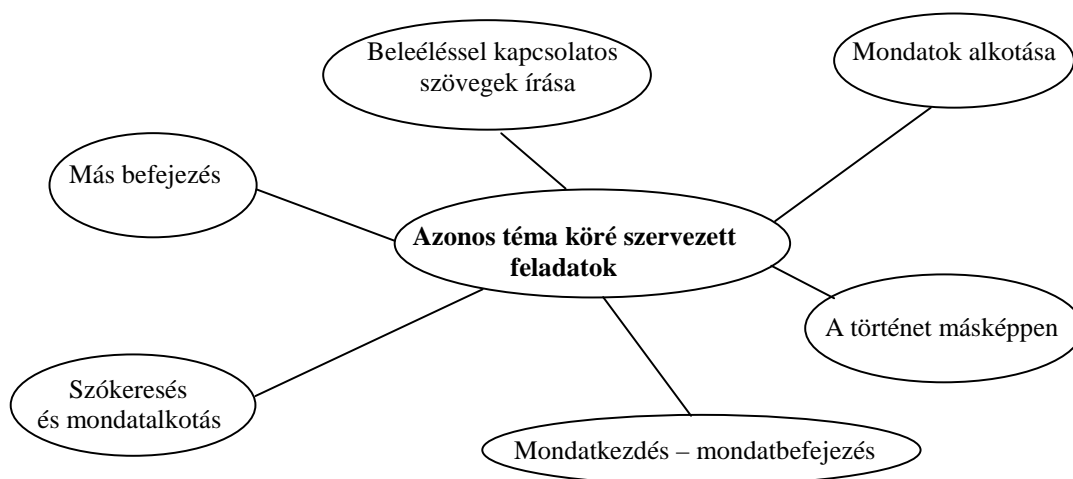 Beleéléssel kapcsolatos
szövegek írása
Mondatok alkotása
Más befejezés
Azonos téma köré szervezett
feladatok
A történet másképpen
Szókeresés
és mondatalkotás
Mondatkezdés – mondatbefejezés